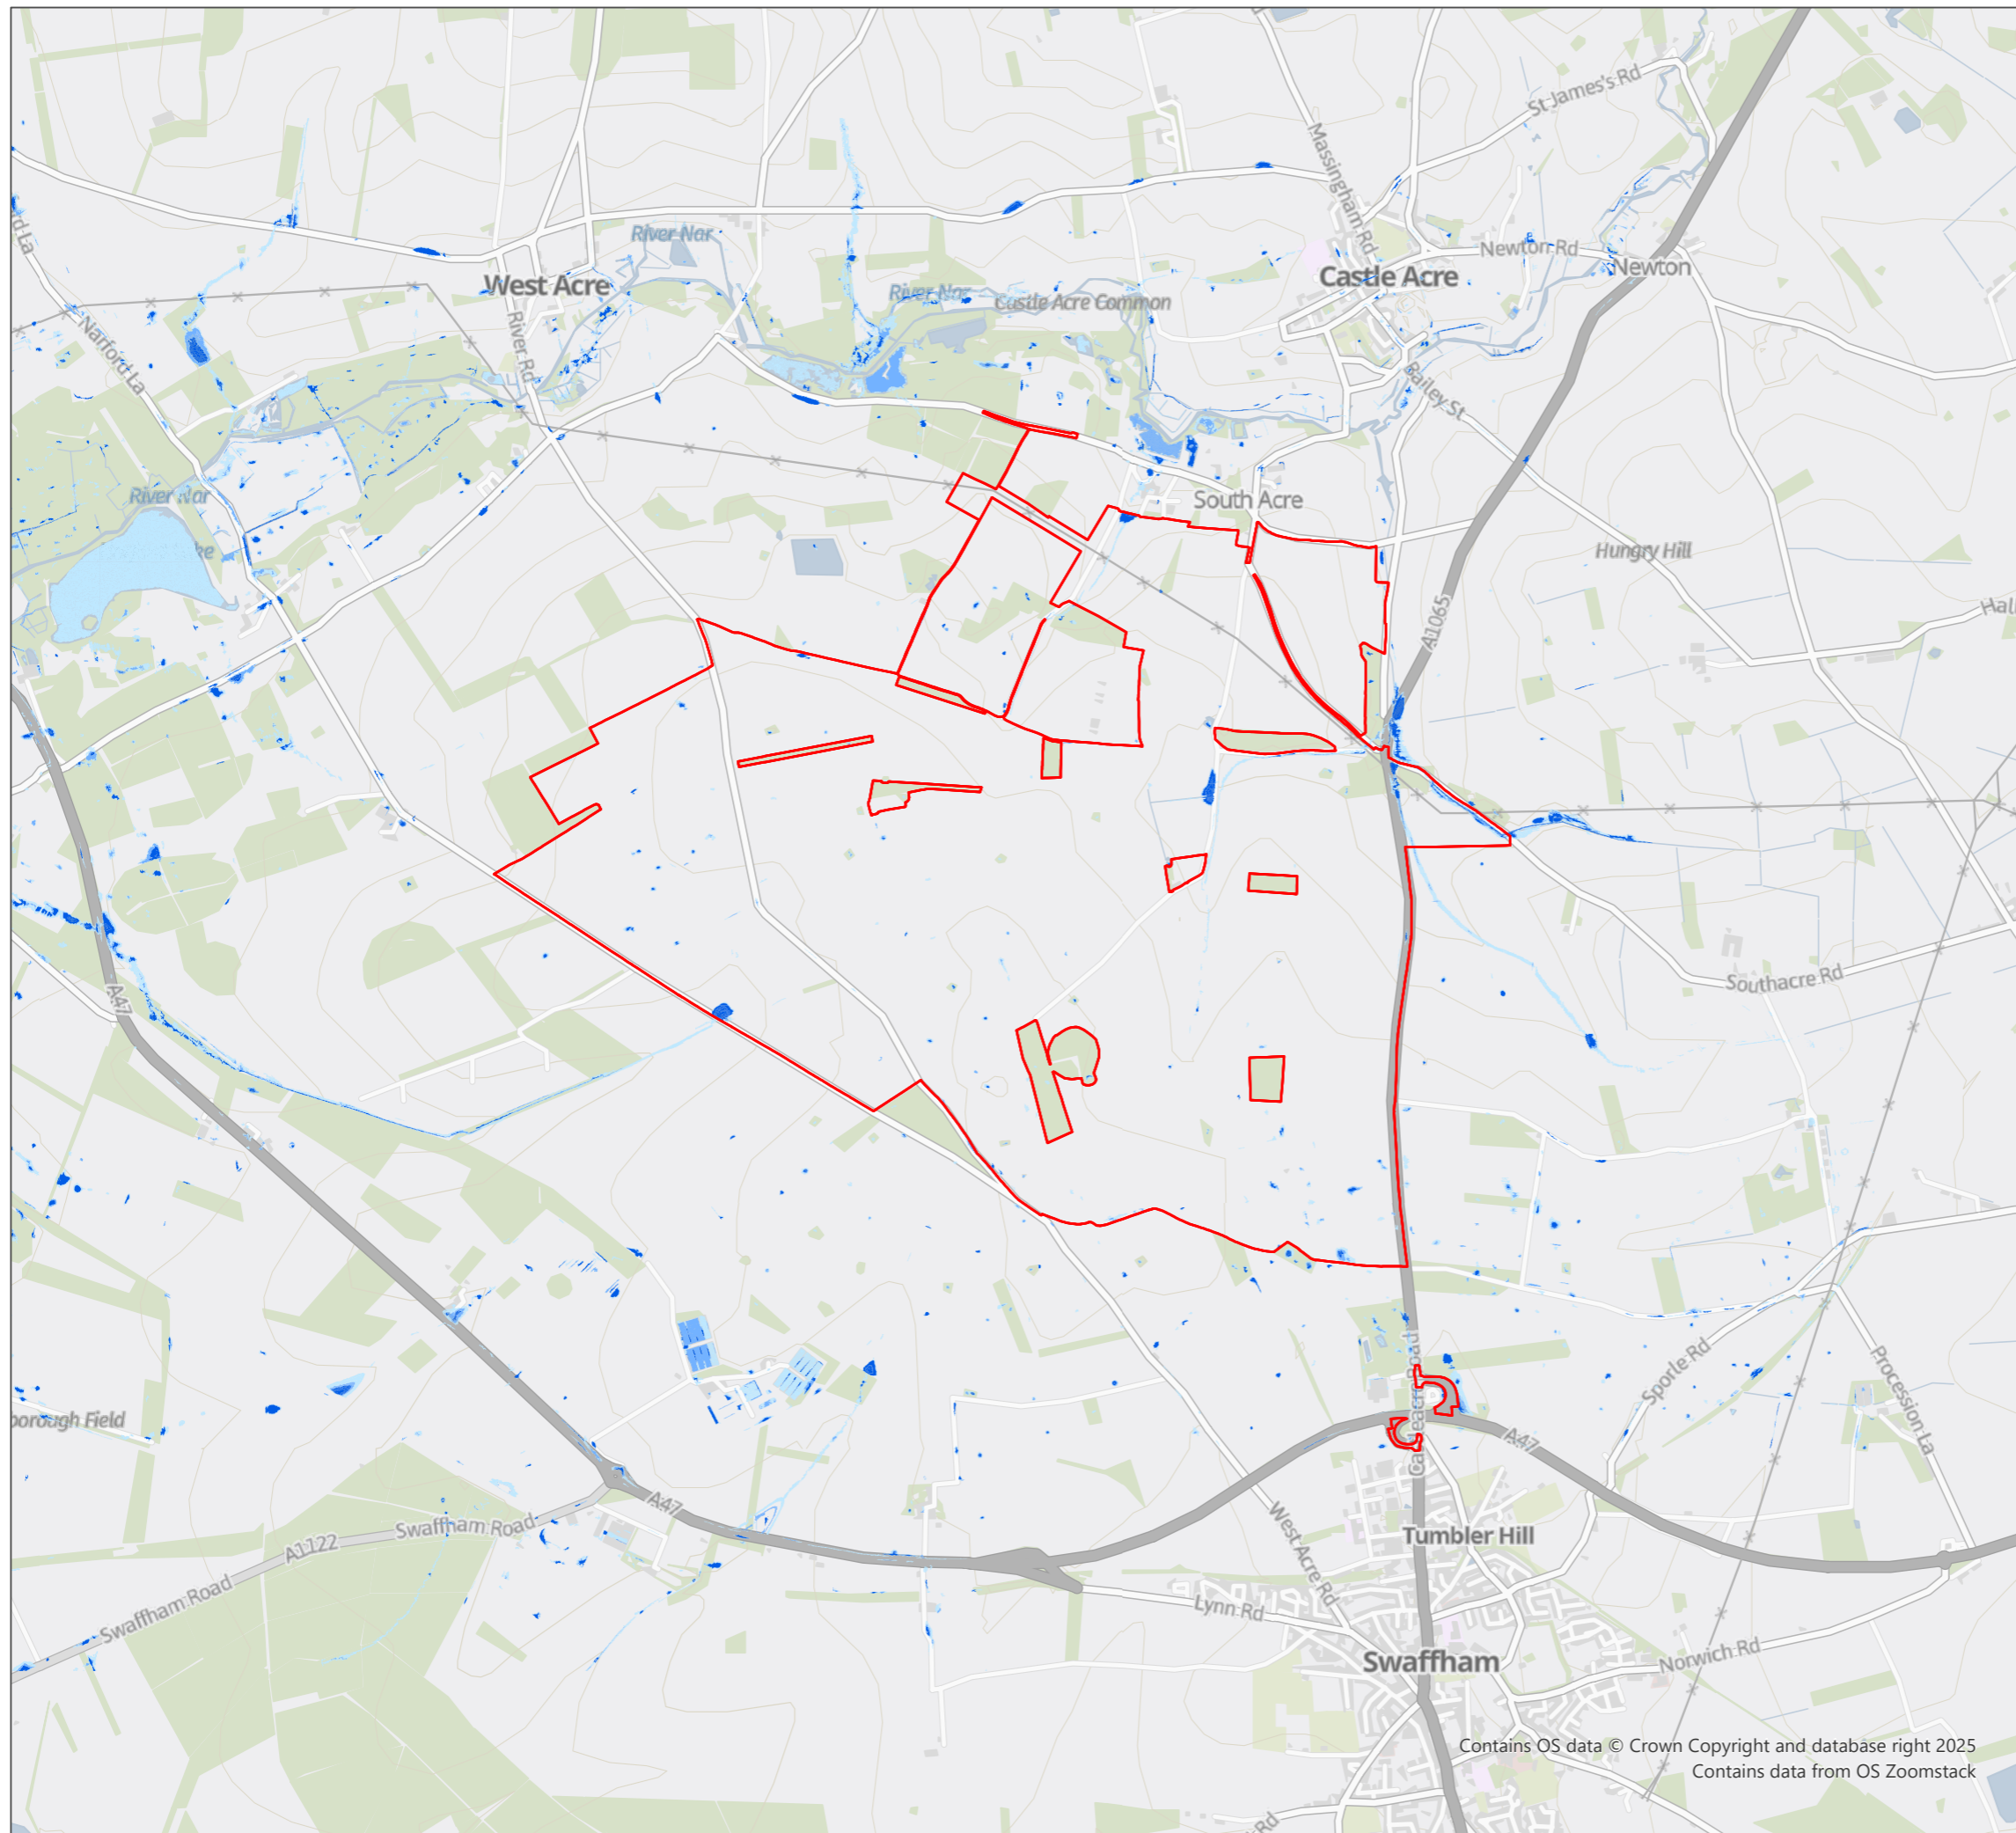 St James's Rd
Massingham Rd
River Nar
Newton Rd
Newton
West Acre
River Nar
Castle Acre Common
Castle Acre
Narford La
River Rd
Bailey St
River Nar
South Acre
Hungry Hill
A1065
A47
Southacre Rd
Sporle Rd
Procession La
A47
A47
Swaffham Road
A1122
Swaffham Road
West Acre Rd
Tumbler Hill
Lynn Rd
Norwich Rd
Swaffham
Contains OS data © Crown Copyright and database right 2025
Contains data from OS Zoomstack